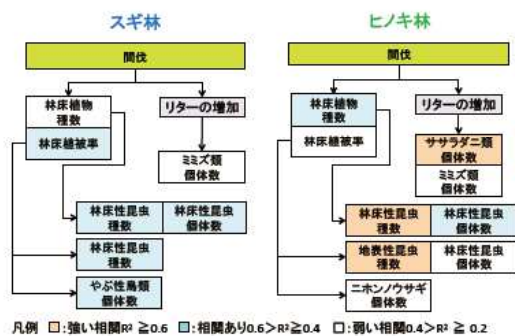 スギ林
ヒノキ林
間伐
林床植物
種数
林床植被率
リターの増加
ミミズ類
個体数
林床性昆虫
種数
林床性昆虫
個体数
林床性昆虫
種数
やぶ性鳥類
個体数
間伐
林床植物
種数
林床植被率
リターの増加
ササラダニ類
個体数
ミミズ類
個体数
林床性昆虫
種数
林床性昆虫
個体数
地表性昆虫
種数
林床性昆虫
個体数
ニホンノウサギ
個体数
凡例 :強い相関R² ≧0.6 :相関あり0.6>R²≧0.4 :弱い相関0.4>R² ≧ 0.2